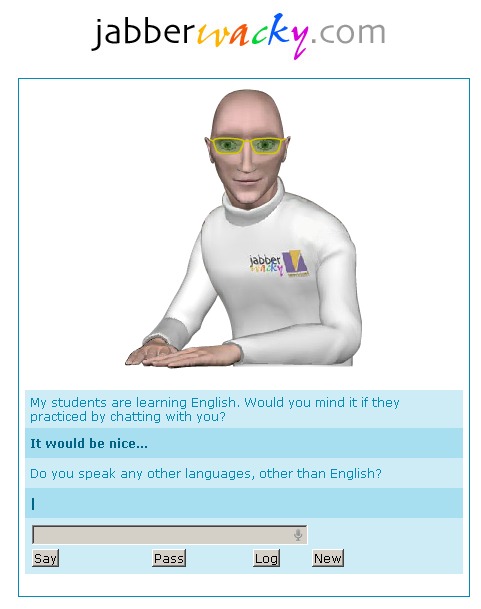 jabberwacky.com
jabber
wacky
My students are learning English. Would you mind it if they
practiced by chatting with you?
It would be nice...
Do you speak any other languages, other than English?
Say Pass Log New